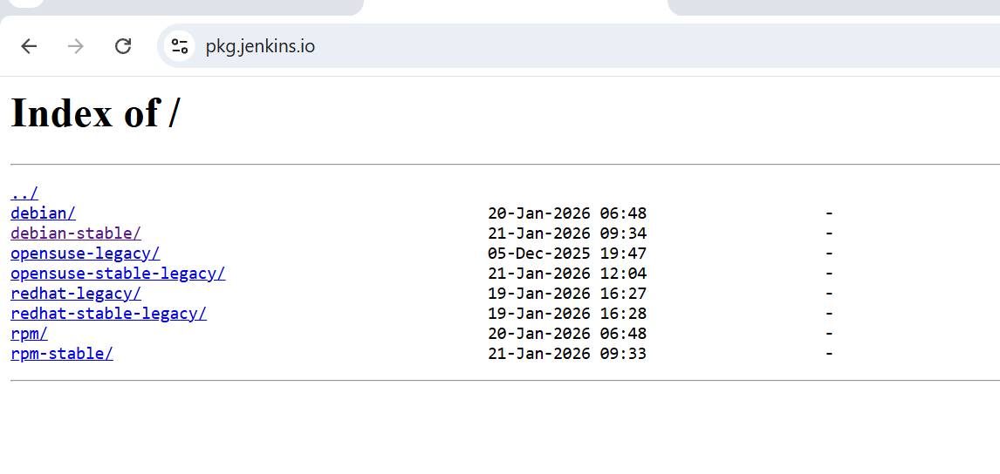 pkg.jenkins.io
Index of /
../
debian/ 20-Jan-2026 06:48 -
debian-stable/ 21-Jan-2026 09:34 -
opensuse-legacy/ 05-Dec-2025 19:47 -
opensuse-stable-legacy/ 21-Jan-2026 12:04 -
redhat-legacy/ 19-Jan-2026 16:27 -
redhat-stable-legacy/ 19-Jan-2026 16:28 -
rpm/ 20-Jan-2026 06:48 -
rpm-stable/ 21-Jan-2026 09:33 -